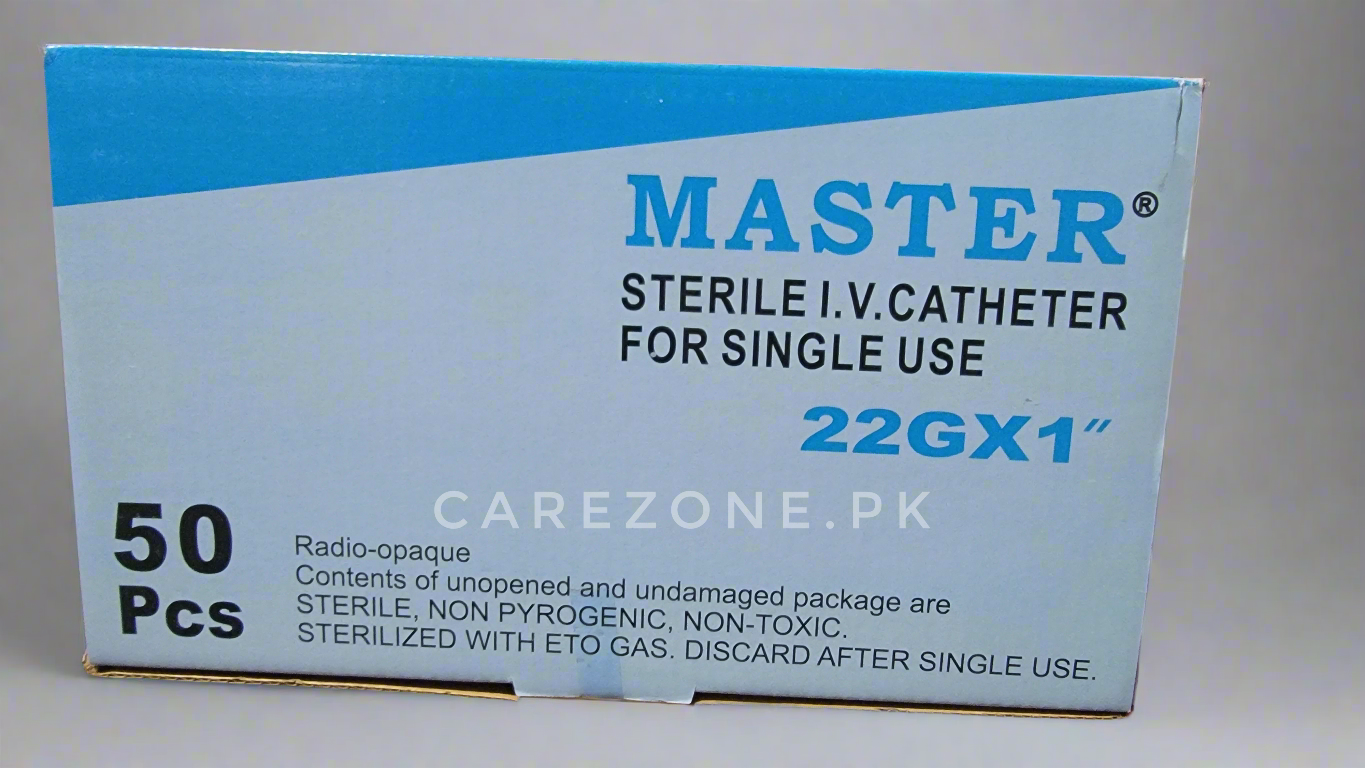 MASTER®
STERILE I.V.CATHETER
FOR SINGLE USE
22GX1"
CAREZONE.PK
50
Pcs
Radio-opaque
Contents of unopened and undamaged package are
STERILE, NON PYROGENIC, NON-TOXIC.
STERILIZED WITH ETO GAS. DISCARD AFTER SINGLE USE.